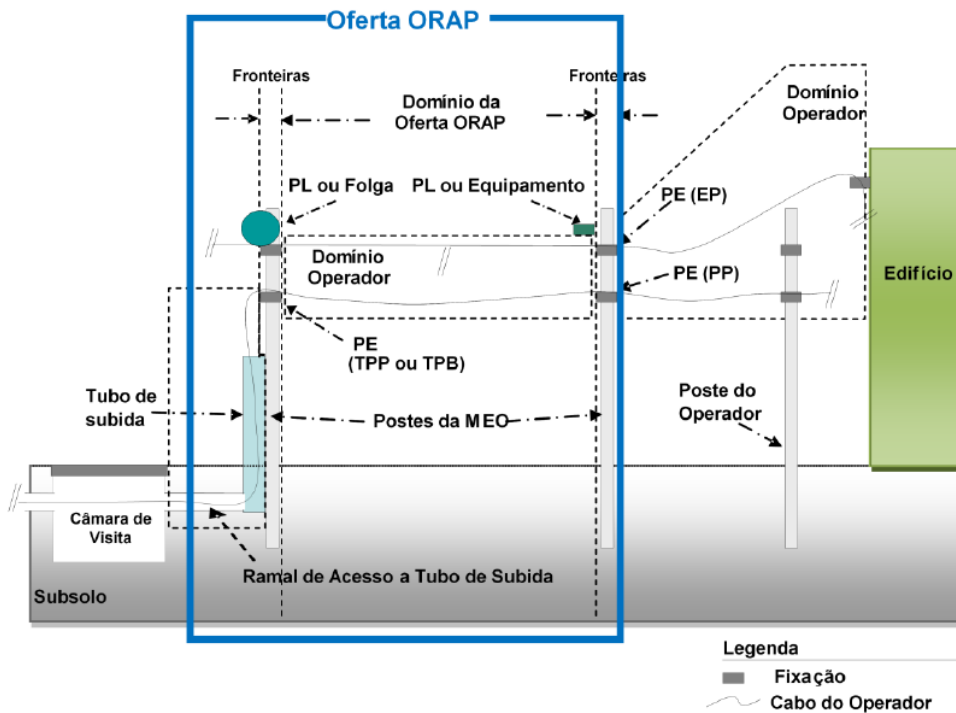 Oferta ORAP
Fronteiras
Fronteiras
Domínio da
Oferta ORAP
Domínio
Operador
PL ou Folga
PL ou Equipamento
PE (EP)
Domínio
Operador
Edifício
PE (PP)
PE
(TPP ou TPB)
Tubo de
subida
Postes da MEO
Poste do
Operador
Câmara de
Visita
Ramal de Acesso a Tubo de Subida
Subsolo
Legenda
Fixação
Cabo do Operador